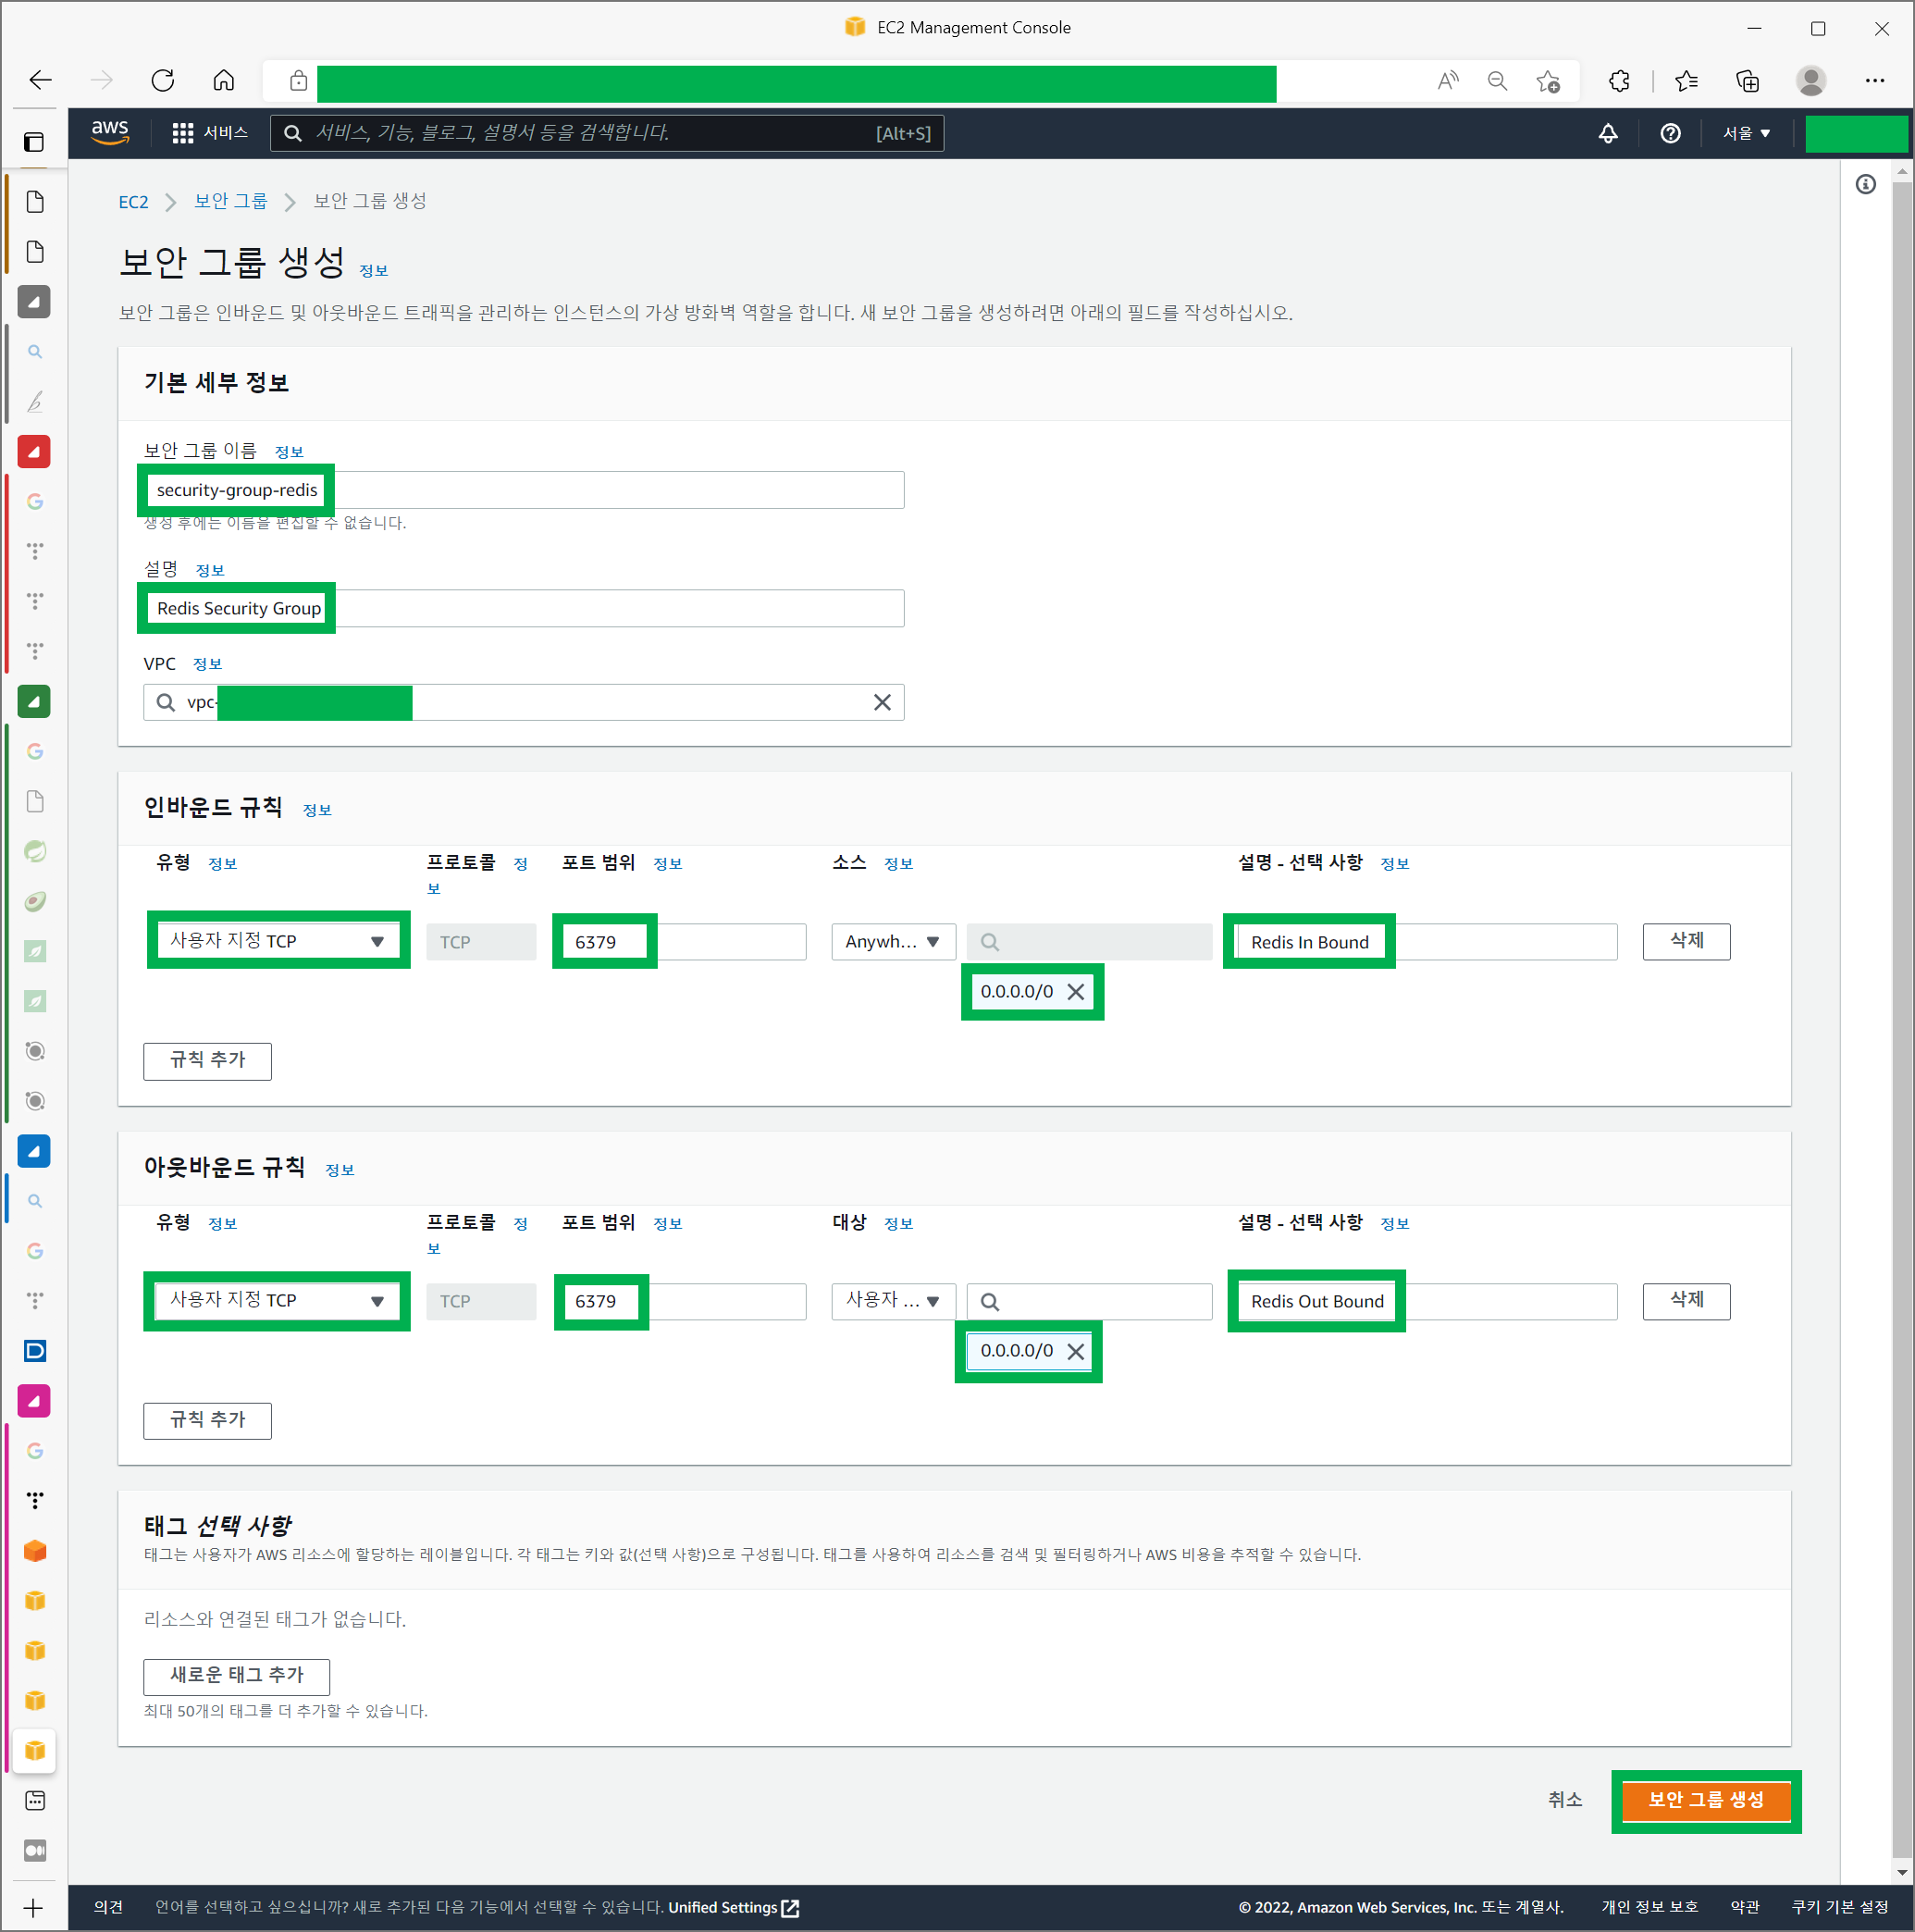 EC2 Management Console
aws 서비스 서비스, 기능, 블로그, 설명서 등을 검색합니다. [Alt+S] 서울
EC2 보안 그룹 보안 그룹 생성
보안 그룹 생성 정보
보안 그룹은 인바운드 및 아웃바운드 트래픽을 관리하는 인스턴스의 가상 방화벽 역할을 합니다. 새 보안 그룹을 생성하려면 아래의 필드를 작성하십시오.
기본 세부 정보
보안 그룹 이름 정보
security-group-redis
생성 후에는 이름을 편집할 수 없습니다.
설명 정보
Redis Security Group
VPC 정보
vpc-
인바운드 규칙 정보
유형 정보 프로토콜 정보 포트 범위 정보 소스 정보 설명 - 선택 사항 정보
사용자 지정 TCP TCP 6379 Anywh... Redis In Bound 삭제
0.0.0.0/0
규칙 추가
아웃바운드 규칙 정보
유형 정보 프로토콜 정보 포트 범위 정보 대상 정보 설명 - 선택 사항 정보
사용자 지정 TCP TCP 6379 사용자 ... Redis Out Bound 삭제
0.0.0.0/0
규칙 추가
태그 선택 사항
태그는 사용자가 AWS 리소스에 할당하는 레이블입니다. 각 태그는 키와 값(선택 사항)으로 구성됩니다. 태그를 사용하여 리소스를 검색 및 필터링하거나 AWS 비용을 추적할 수 있습니다.
리소스와 연결된 태그가 없습니다.
새로운 태그 추가
최대 50개의 태그를 더 추가할 수 있습니다.
취소 보안 그룹 생성
의견 언어를 선택하고 싶으십니까? 새로 추가된 다음 기능에서 선택할 수 있습니다. Unified Settings © 2022, Amazon Web Services, Inc. 또는 계열사. 개인 정보 보호 약관 쿠키 기본 설정